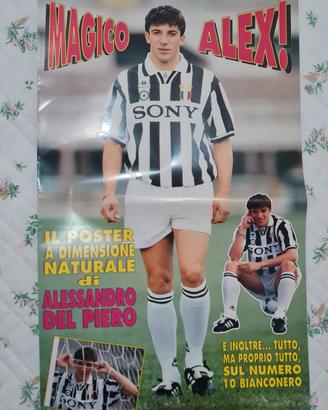 MAGICO ALEX!
SONY
IL POSTER
A DIMENSIONE
NATURALE
di
ALESSANDRO
DEL PIERO
E INOLTRE... TUTTO,
MA PROPRIO TUTTO,
SUL NUMERO
10 BIANCONERO
SONY